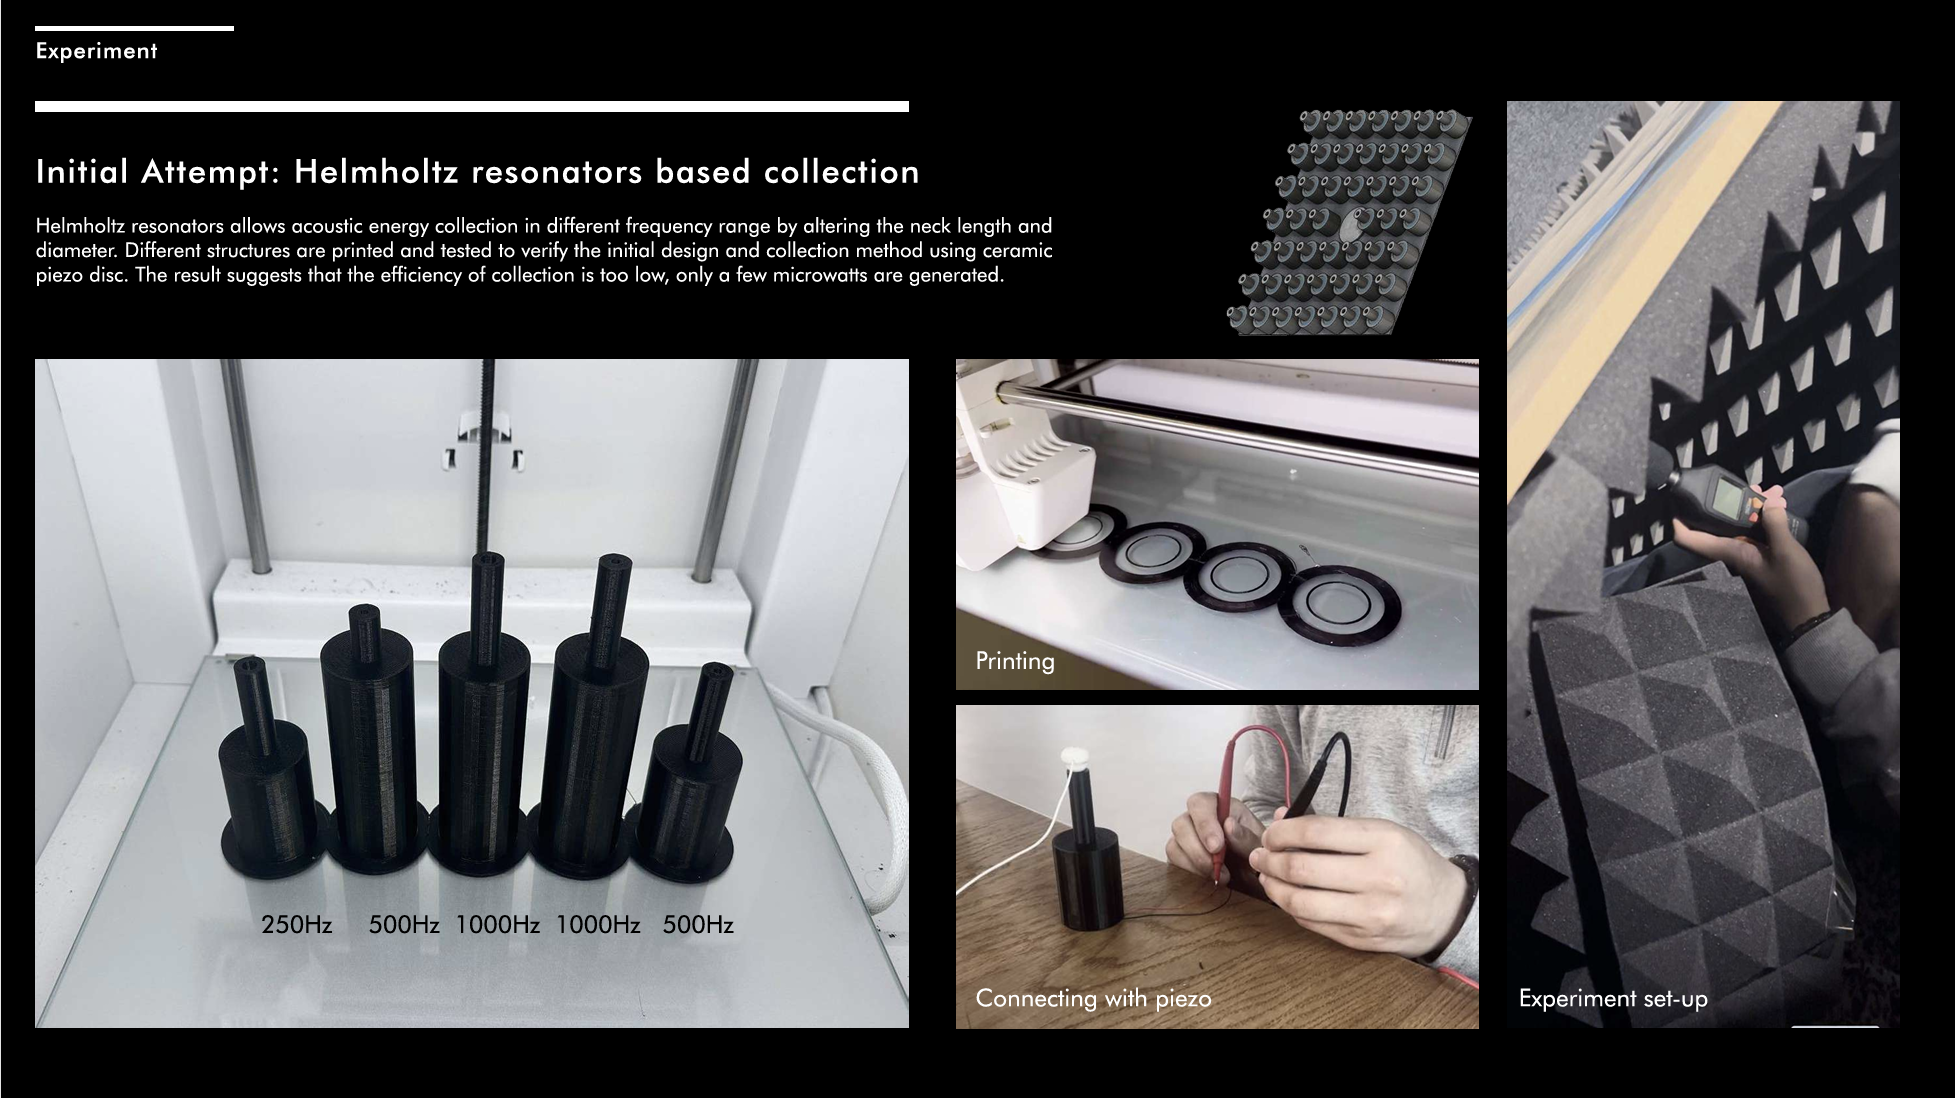 Experiment
Initial Attempt: Helmholtz resonators based collection
Helmholtz resonators allows acoustic energy collection in different frequency range by altering the neck length and
diameter. Different structures are printed and tested to verify the initial design and collection method using ceramic
piezo disc. The result suggests that the efficiency of collection is too low, only a few microwatts are generated.
250Hz 500Hz 1000Hz 1000Hz 500Hz
Printing
Connecting with piezo
Experiment set-up